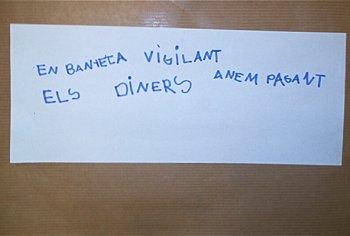 EN BANYETA VIGILANT
ELS DINERS ANEM PAGANT